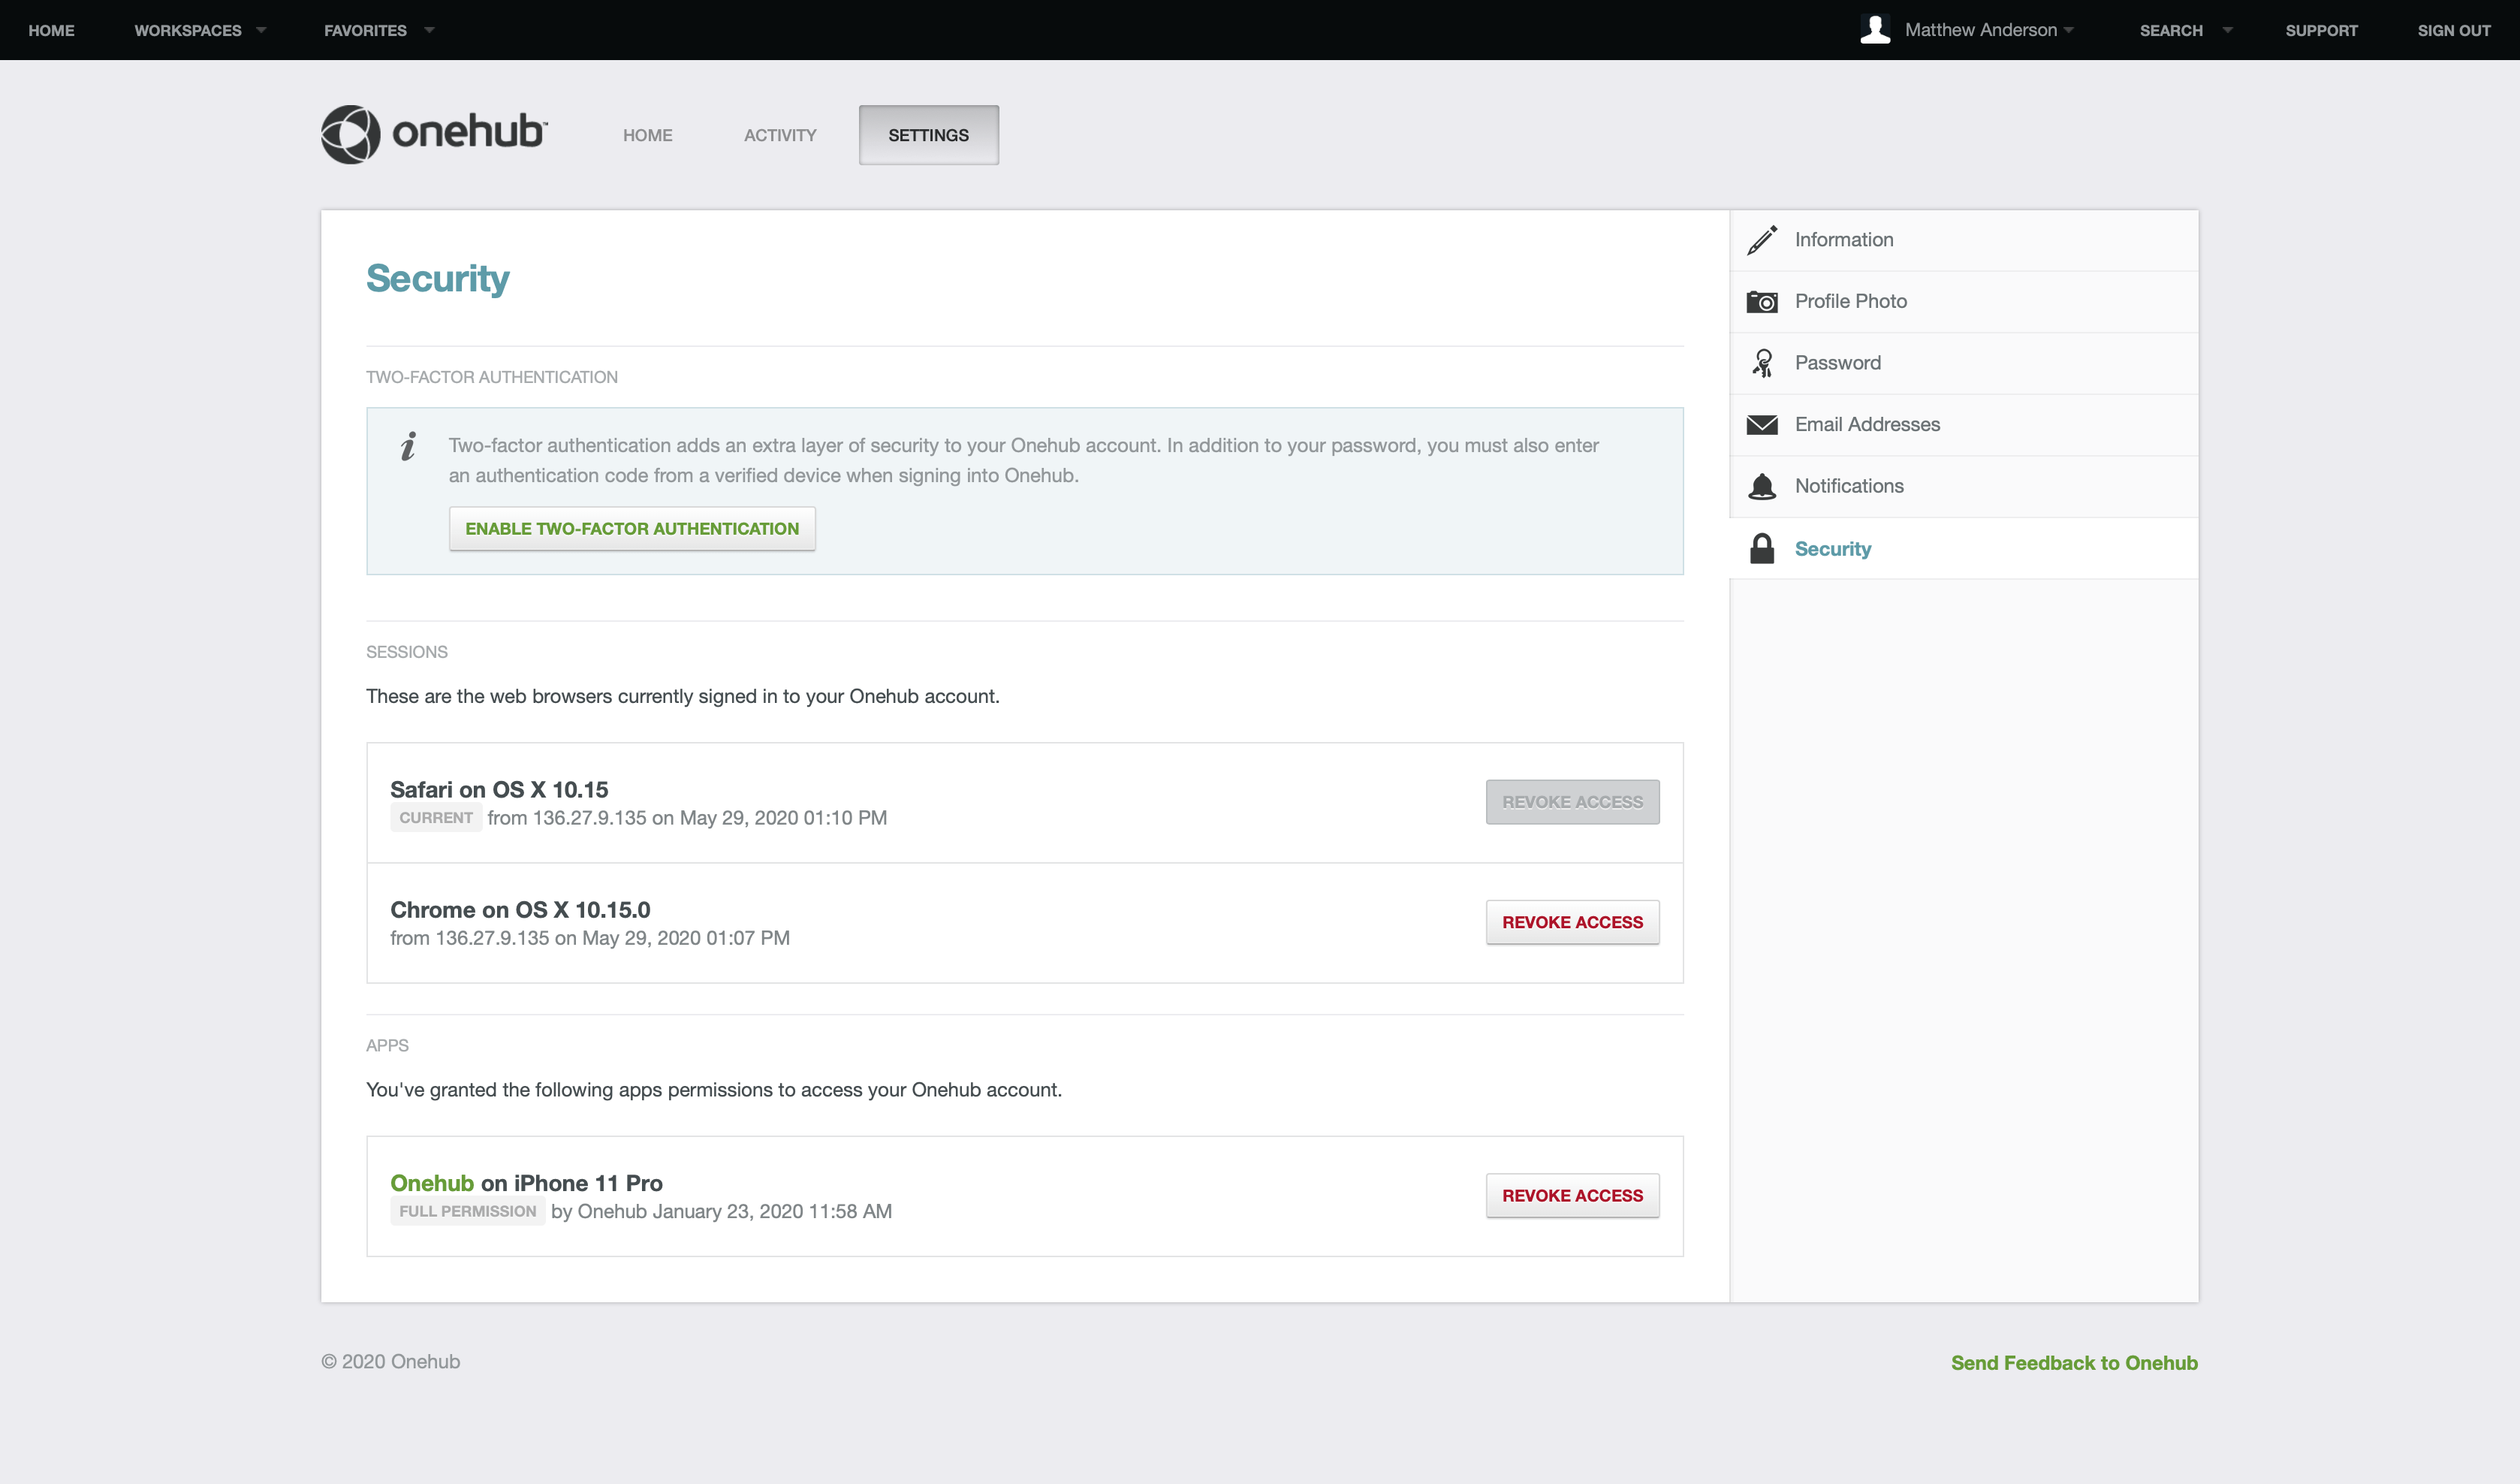 HOME
WORKSPACES
FAVORITES
Matthew Anderson
SEARCH
SUPPORT
SIGN OUT
onehub™
HOME
ACTIVITY
SETTINGS
Security
TWO-FACTOR AUTHENTICATION
i
Two-factor authentication adds an extra layer of security to your Onehub account. In addition to your password, you must also enter
an authentication code from a verified device when signing into Onehub.
ENABLE TWO-FACTOR AUTHENTICATION
SESSIONS
These are the web browsers currently signed in to your Onehub account.
Safari on OS X 10.15
CURRENT from 136.27.9.135 on May 29, 2020 01:10 PM
REVOKE ACCESS
Chrome on OS X 10.15.0
from 136.27.9.135 on May 29, 2020 01:07 PM
REVOKE ACCESS
APPS
You've granted the following apps permissions to access your Onehub account.
Onehub on iPhone 11 Pro
FULL PERMISSION by Onehub January 23, 2020 11:58 AM
REVOKE ACCESS
Information
Profile Photo
Password
Email Addresses
Notifications
Security
© 2020 Onehub
Send Feedback to Onehub